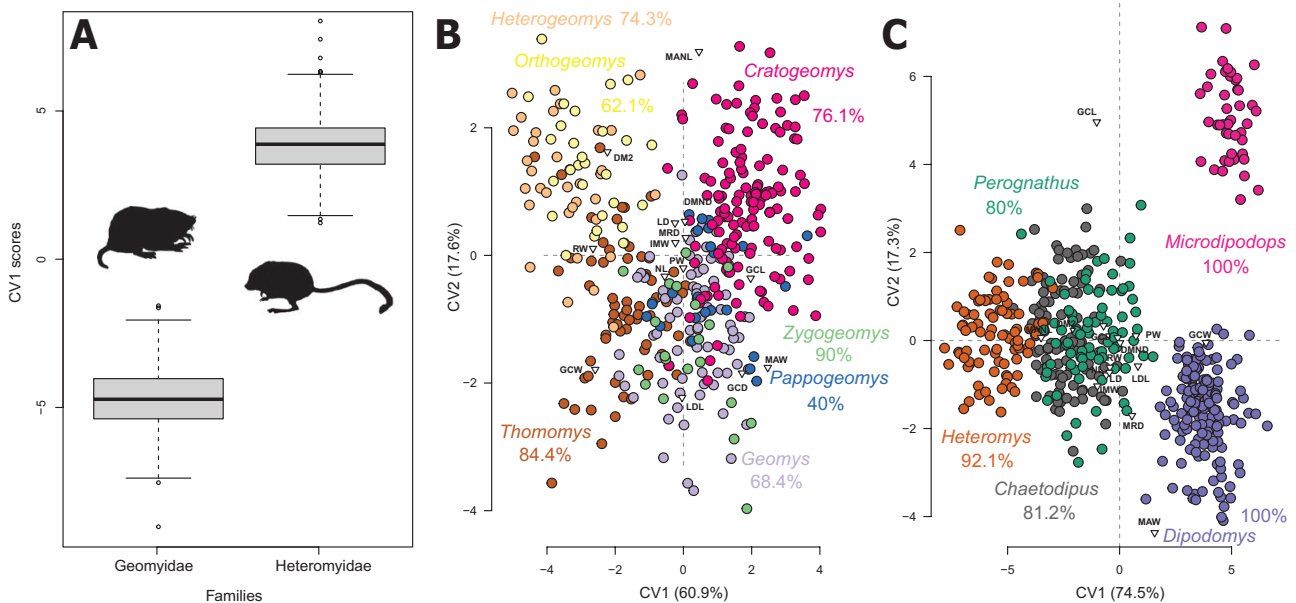 A
CV1 scores
5
0
−5
Geomyidae
Heteromyidae
Families
B
Heterogeomys 74.3%
Orthogeomys
62.1%
MANL
Cratogeomys
76.1%
DM2
DMND
LD
MRD
IMW
RW
PW
NL
GCL
Zygogeomys
90%
GCW
MAW
GCD
Pappogeomys
40%
LDL
Thomomys
84.4%
Geomys
68.4%
CV2 (17.6%)
2
0
−2
−4
−4
−2
0
2
4
CV1 (60.9%)
C
GCL
Perognathus
80%
Microdipodops
100%
PW
GCW
DMND
RW
LD
LDL
IMW
MRD
Heteromys
92.1%
Chaetodipus
81.2%
100%
MAW
Dipodomys
CV2 (17.3%)
6
4
2
0
−2
−4
−5
0
5
CV1 (74.5%)